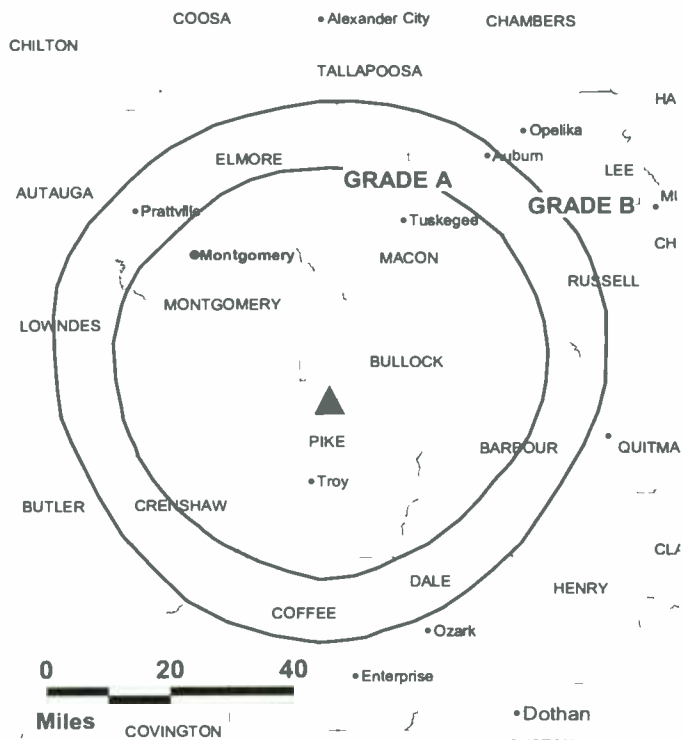 COOSA
Alexander City
CHAMBERS
CHILTON
TALLAPOOSA
HA
Opelika
Auburn
ELMORE
LEE
GRADE A
AUTAUGA
MI
GRADE B
Prattville
Tuskegee
CH
Montgomery
MACON
RUSSELL
MONTGOMERY
LOWNDES
BULLOCK
PIKE
BARBOUR
QUITMA
Troy
BUTLER
CRENSHAW
CLA
DALE
HENRY
COFFEE
Ozark
0 20 40
Enterprise
Miles
Dothan
COVINGTON